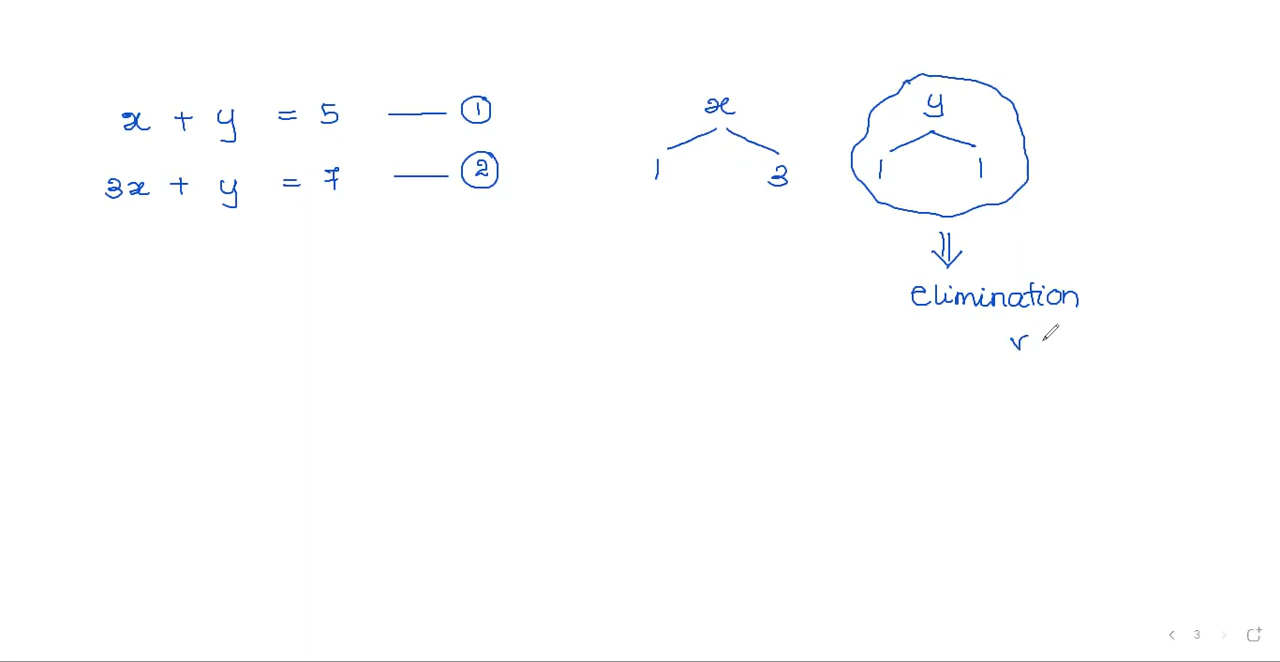 x + y = 5 —— ①
3x + y = 7 —— ②
x
1 3
y
1 1
⇓
Elimination
v
3